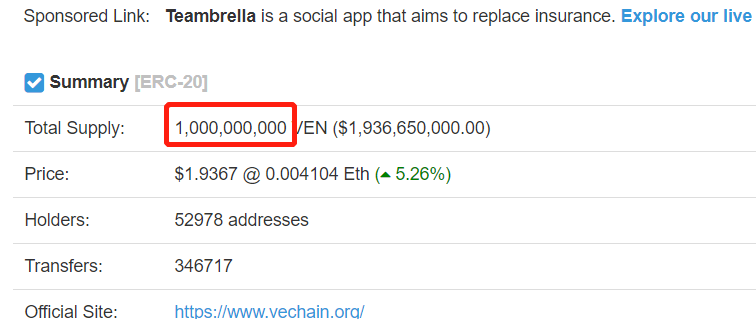 Sponsored Link: Teambrella is a social app that aims to replace insurance. Explore our live
Summary [ERC-20]
Total Supply: 1,000,000,000 VEN ($1,936,650,000.00)
Price: $1.9367 @ 0.004104 Eth (5.26%)
Holders: 52978 addresses
Transfers: 346717
Official Site: https://www.vechain.org/